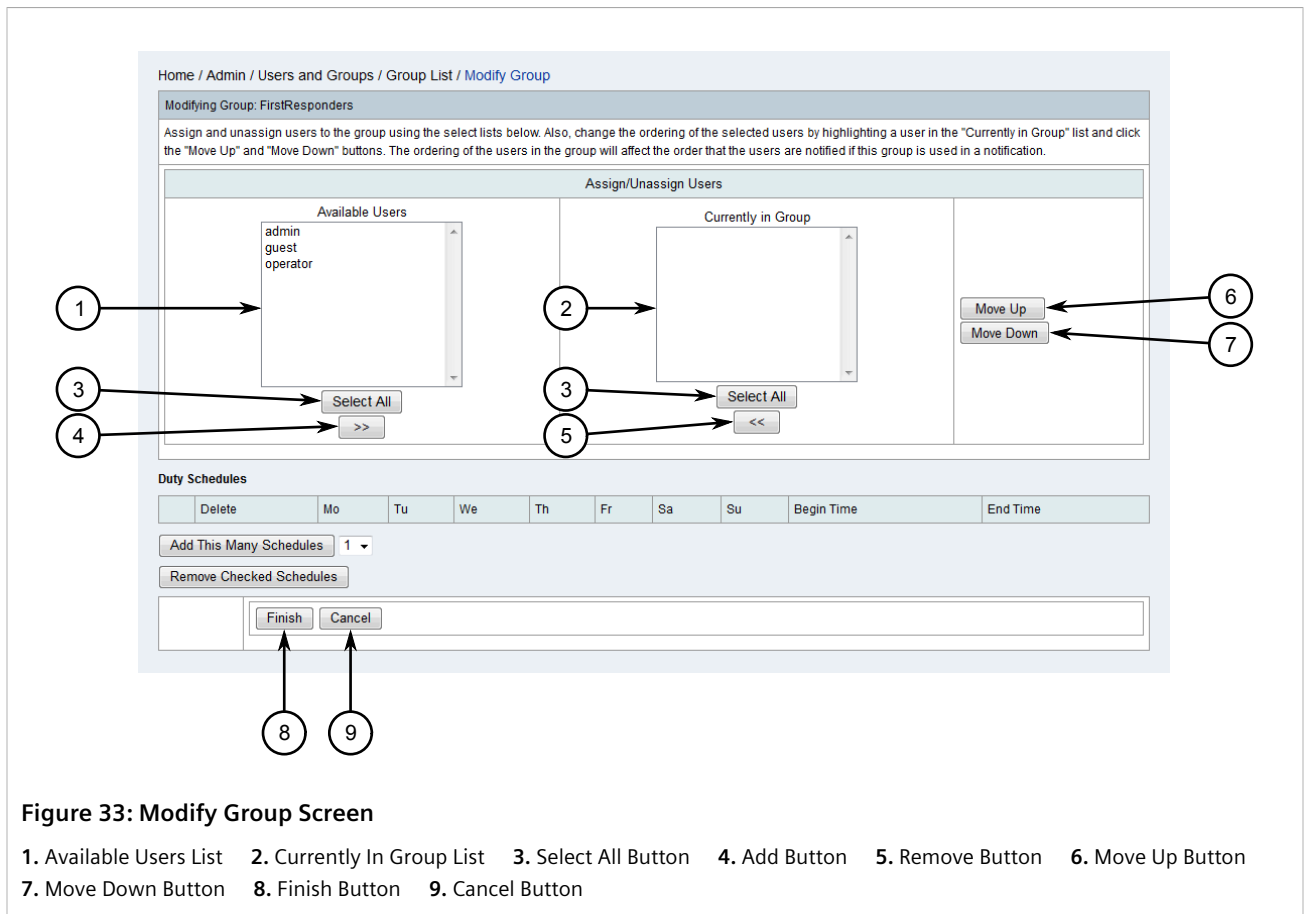 Home / Admin / Users and Groups / Group List / Modify Group
Modifying Group: FirstResponders
Assign and unassign users to the group using the select lists below. Also, change the ordering of the selected users by highlighting a user in the "Currently in Group" list and click
the "Move Up" and "Move Down" buttons. The ordering of the users in the group will affect the order that the users are notified if this group is used in a notification.
Assign/Unassign Users
Available Users
Currently in Group
admin
guest
operator
1
2
6
Move Up
Move Down
7
3
Select All
3
Select All
4
>>
5
<<
Duty Schedules
Delete Mo Tu We Th Fr Sa Su Begin Time End Time
Add This Many Schedules 1
Remove Checked Schedules
Finish Cancel
8 9
Figure 33: Modify Group Screen
1. Available Users List 2. Currently In Group List 3. Select All Button 4. Add Button 5. Remove Button 6. Move Up Button
7. Move Down Button 8. Finish Button 9. Cancel Button